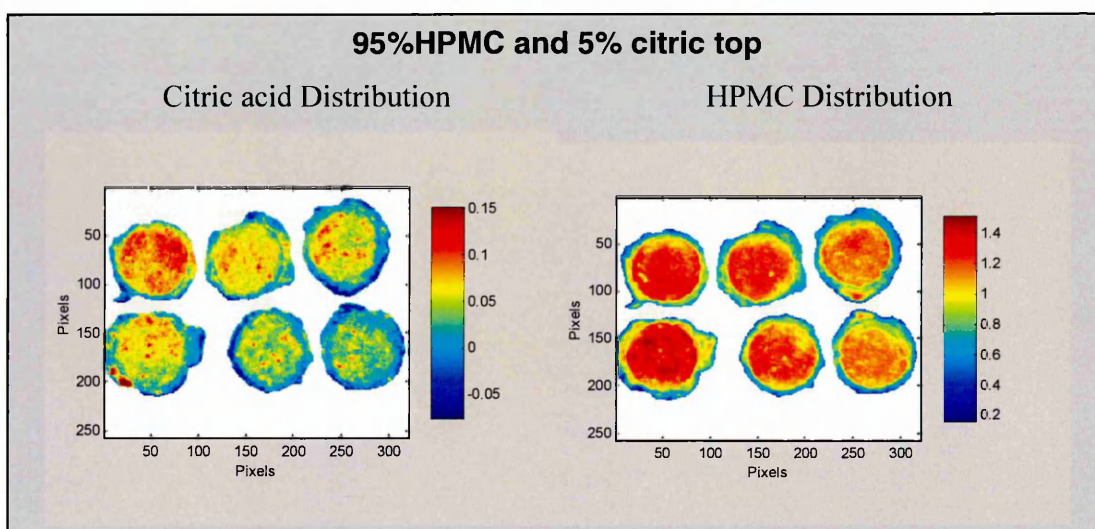 95%HPMC and 5% citric top
Citric acid Distribution
HPMC Distribution
50
100
150
200
250
Pixels
50 100 150 200 250 300
Pixels
0.15
0.1
0.05
0
-0.05
50
100
150
200
250
Pixels
50 100 150 200 250 300
Pixels
1.4
1.2
1
0.8
0.6
0.4
0.2